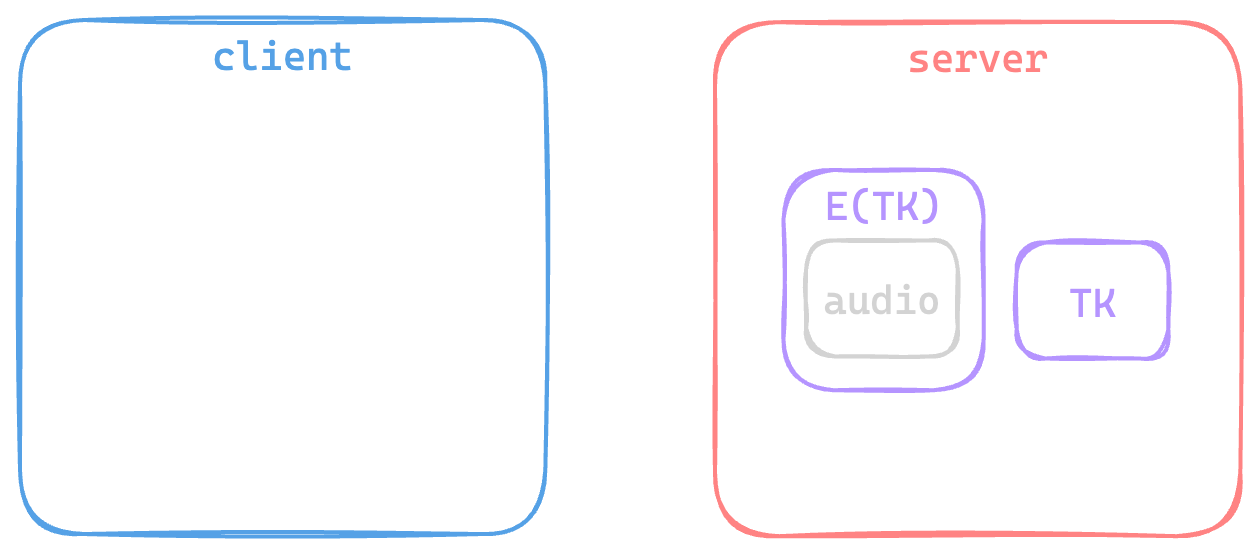 client
server
E(TK)
audio
TK